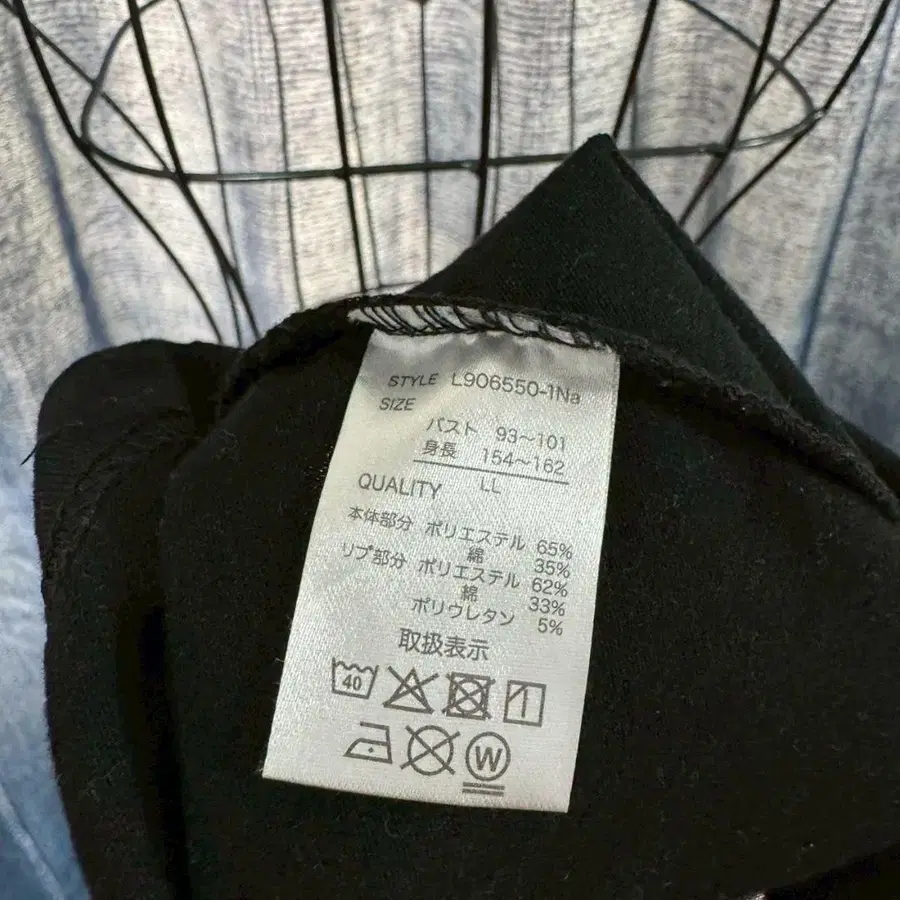 STYLE L906550-1Na
SIZE
バスト 93〜101
身長 154〜162
LL
QUALITY
本体部分 ポリエステル 65%
綿 35%
リブ部分 ポリエステル 62%
綿 33%
ポリウレタン 5%
取扱表示
40
W